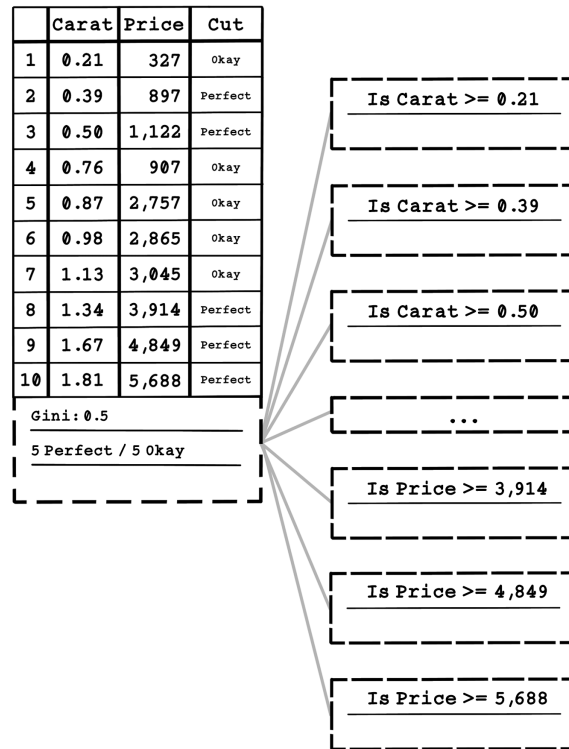 Carat Price Cut
1 0.21 327 Okay
2 0.39 897 Perfect
3 0.50 1,122 Perfect
4 0.76 907 Okay
5 0.87 2,757 Okay
6 0.98 2,865 Okay
7 1.13 3,045 Okay
8 1.34 3,914 Perfect
9 1.67 4,849 Perfect
10 1.81 5,688 Perfect
Gini: 0.5
5 Perfect / 5 Okay
Is Carat >= 0.21
Is Carat >= 0.39
Is Carat >= 0.50
...
Is Price >= 3,914
Is Price >= 4,849
Is Price >= 5,688